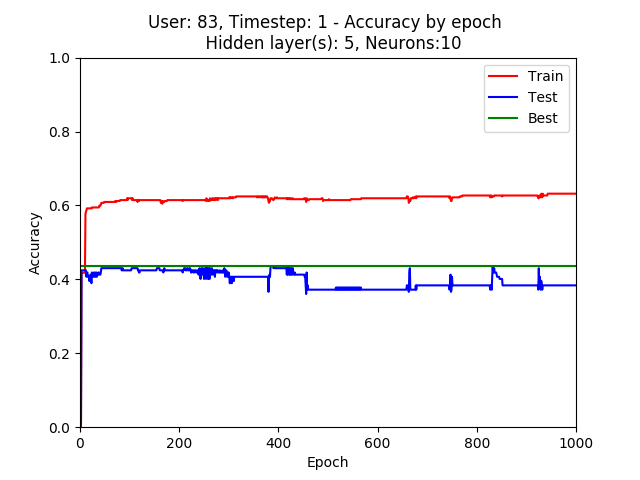 User: 83, Timestep: 1 - Accuracy by epoch
Hidden layer(s): 5, Neurons:10
Train
Test
Best
Accuracy
1.0
0.8
0.6
0.4
0.2
0.0
0 200 400 600 800 1000
Epoch